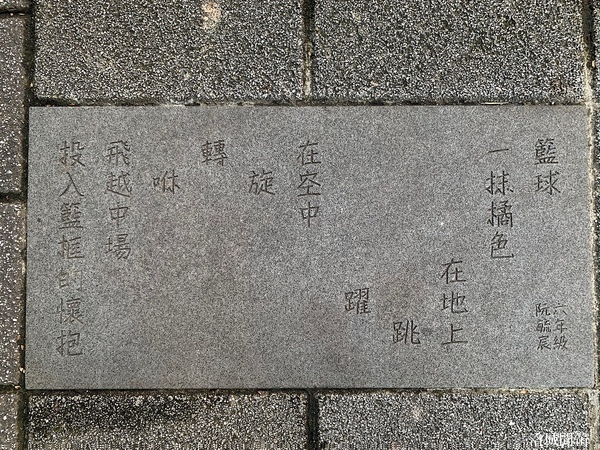 籃球
六年級
阮毓宸
一抹橘色
在地上
跳
躍
在空中
旋
轉
咻
飛越中場
投入籃框的懷抱